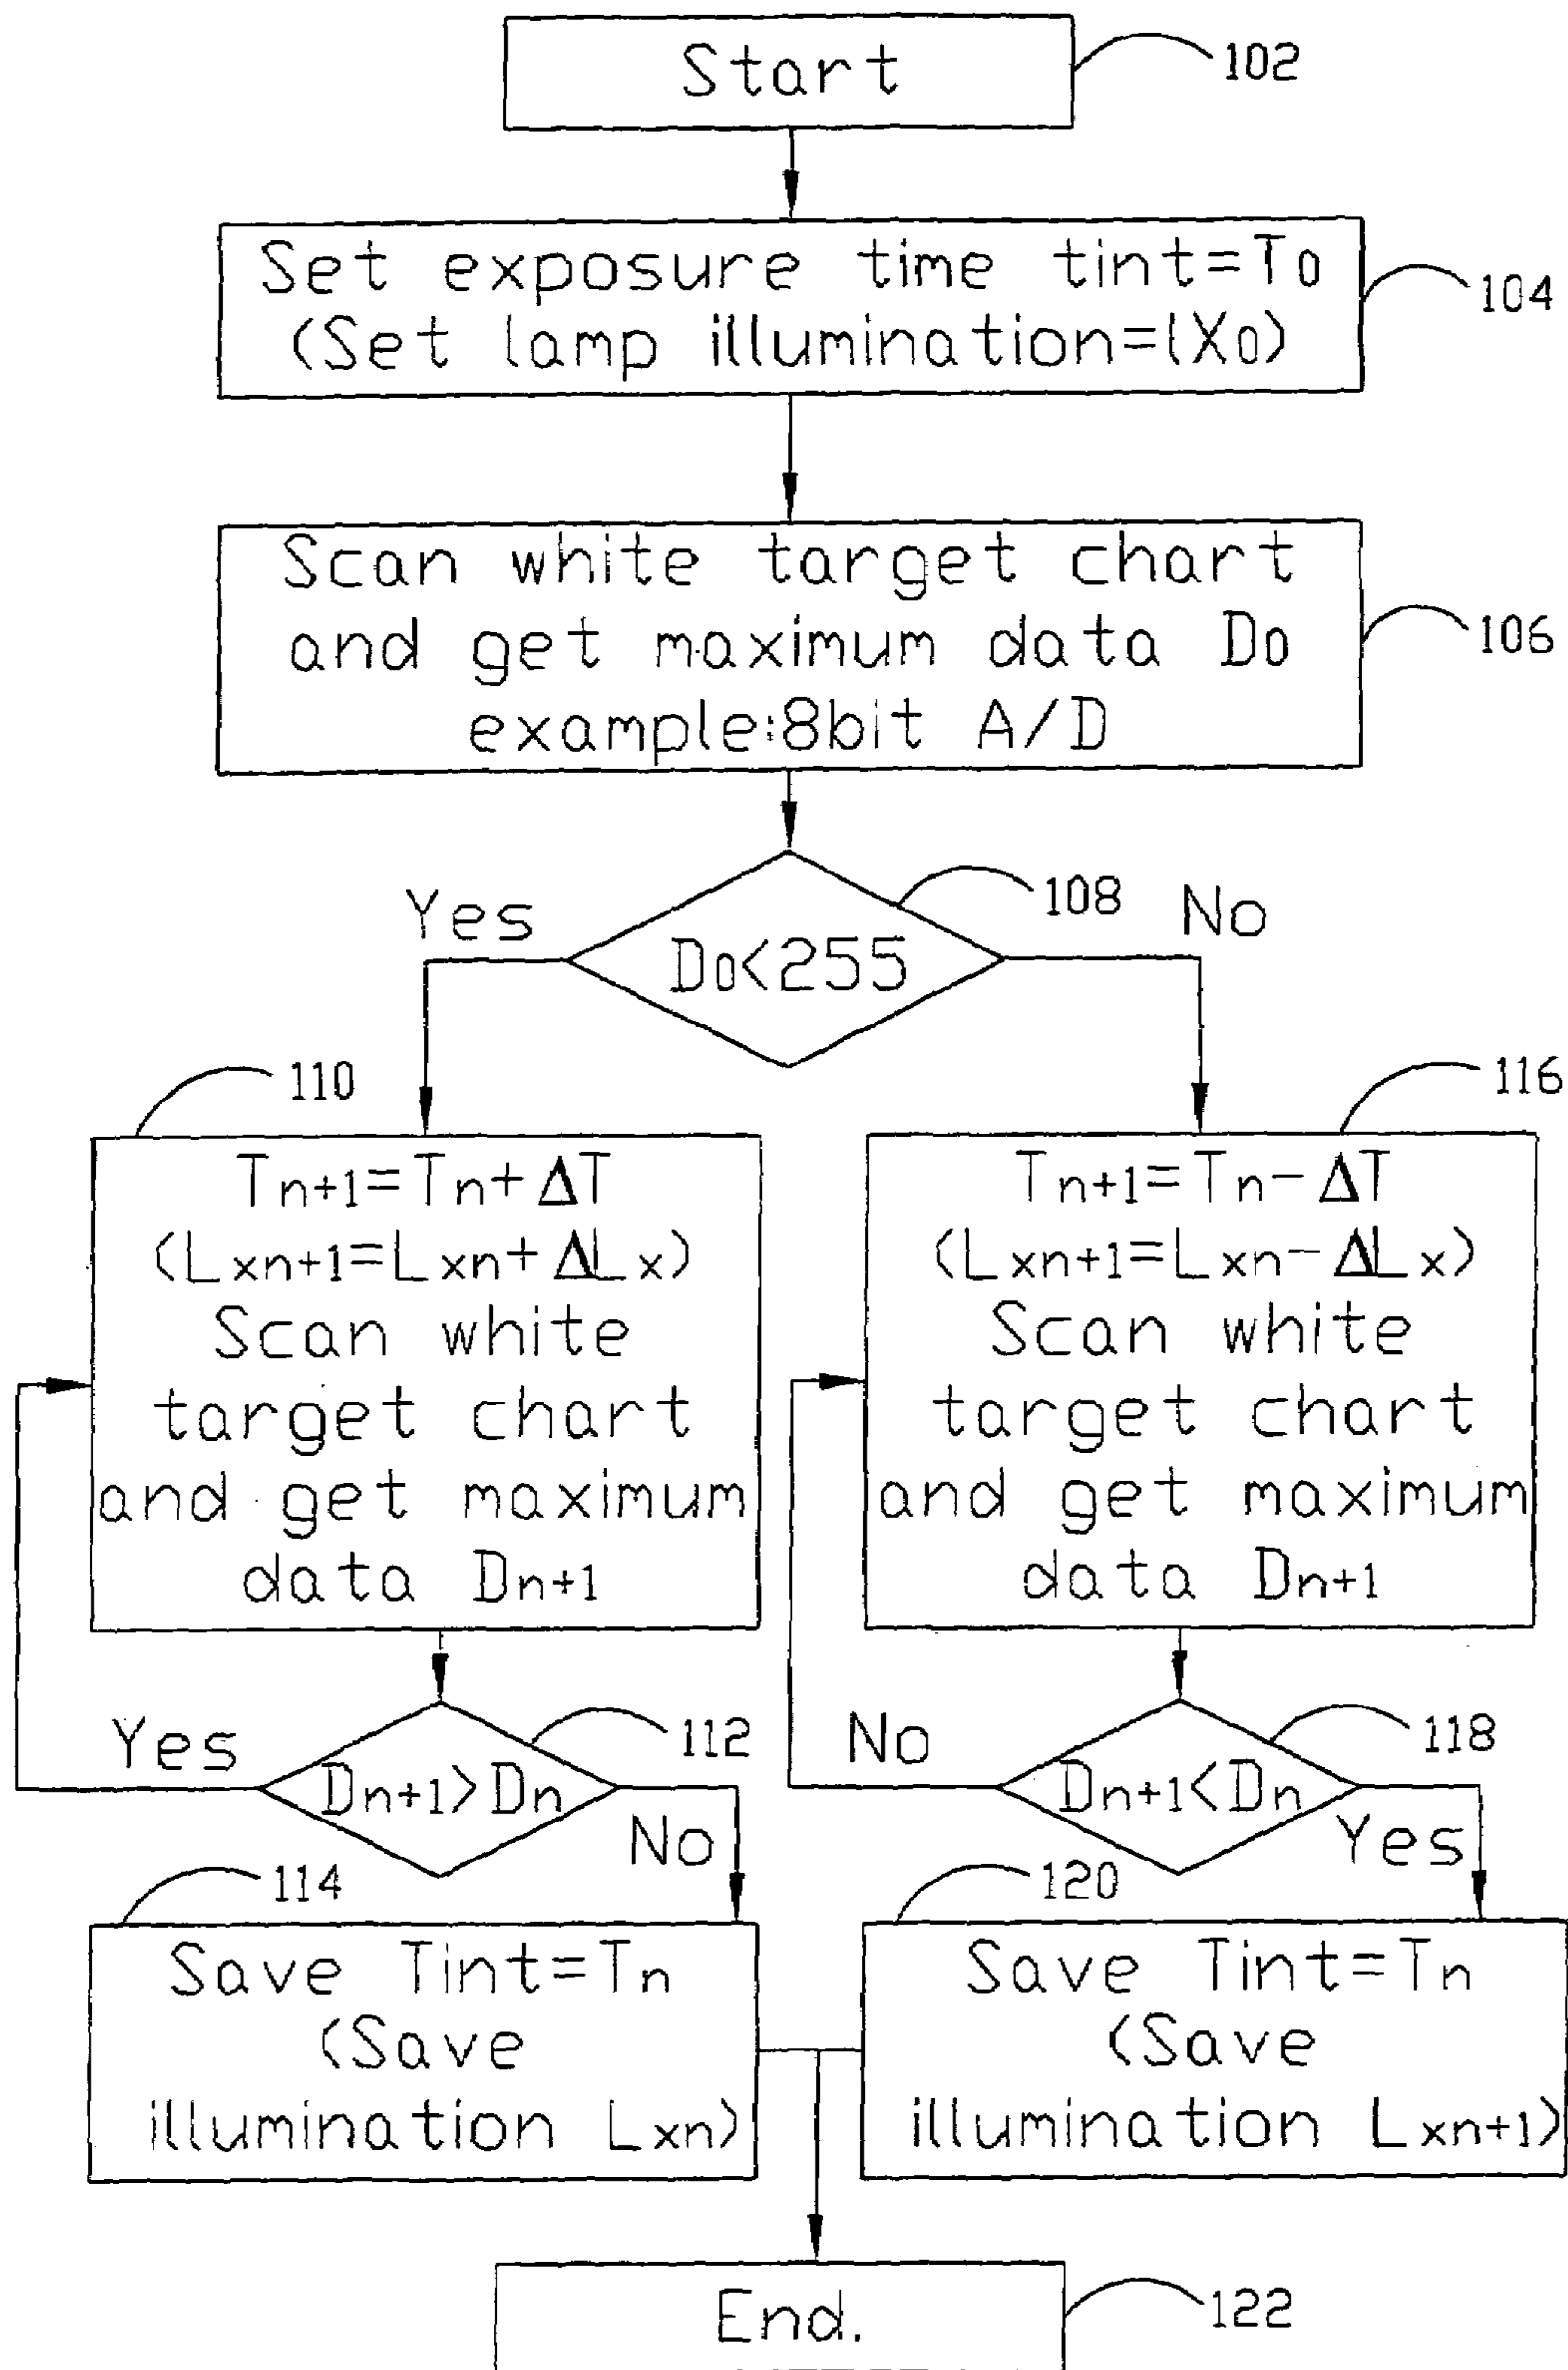 Start
102
Set exposure time tint=T0
(Set lamp illumination=lX0)
104
Scan white target chart
and get maximum data D0
example:8bit A/D
106
108
Yes
No
D0<255
110
116
Tn+1=Tn+ΔT
(Lxn+1=Lxn+ΔLx)
Scan white
target chart
and get maximum
data Dn+1
Tn+1=Tn-ΔT
(Lxn+1=Lxn-ΔLx)
Scan white
target chart
and get maximum
data Dn+1
Yes
112
Dn+1>Dn
No
No
118
Dn+1<Dn
Yes
114
120
Save Tint=Tn
(Save
illumination Lxn)
Save Tint=Tn
(Save
illumination Lxn+1)
End.
122